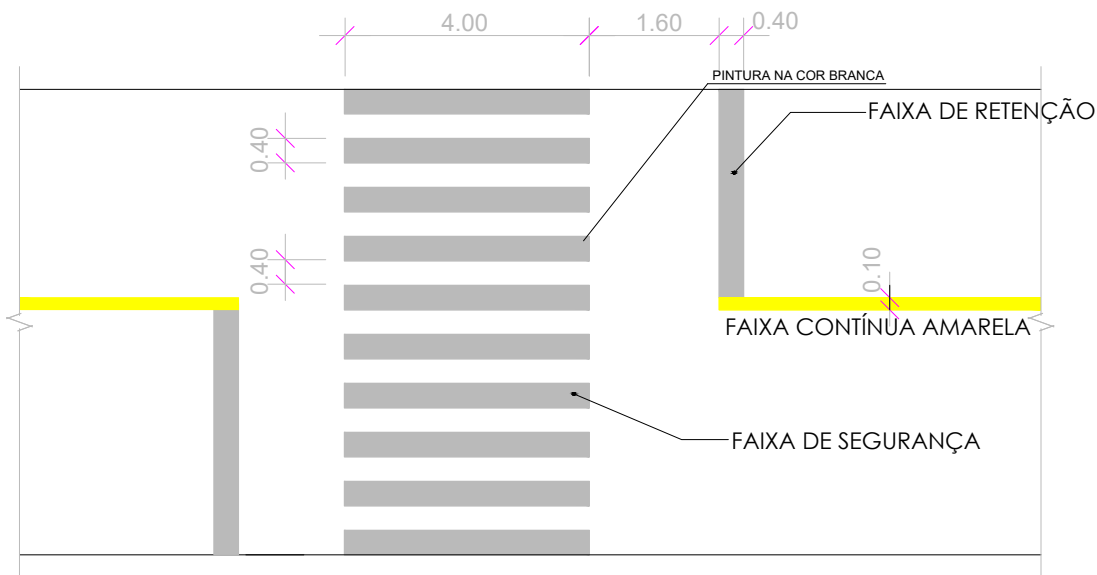 4.00
1.60
0.40
PINTURA NA COR BRANCA
FAIXA DE RETENÇÃO
0.40
0.40
0.10
FAIXA CONTÍNUA AMARELA
FAIXA DE SEGURANÇA